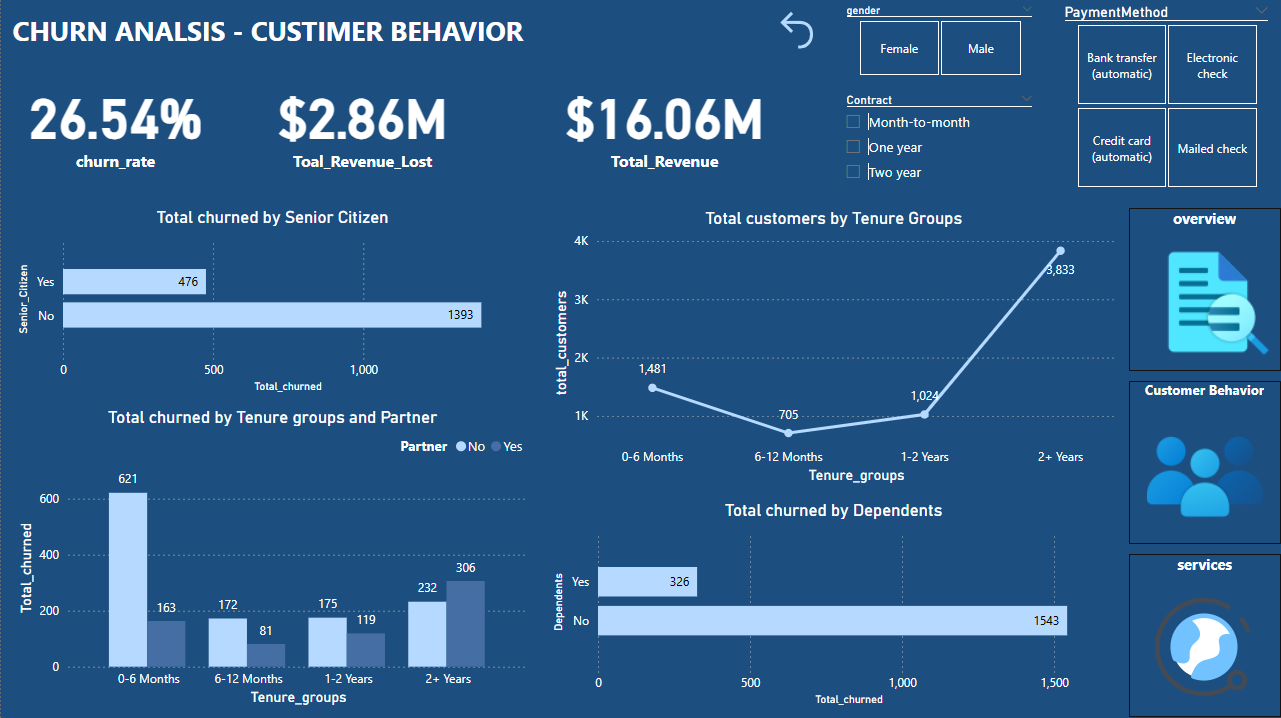 CHURN ANALSIS - CUSTIMER BEHAVIOR
gender
Female
Male
PaymentMethod
Bank transfer
(automatic)
Electronic
check
Credit card
(automatic)
Mailed check
Contract
Month-to-month
One year
Two year
26.54%
churn_rate
$2.86M
Toal_Revenue_Lost
$16.06M
Total_Revenue
Total churned by Senior Citizen
Senior_Citizen
Yes
476
No
1393
0
500
1,000
Total_churned
Total customers by Tenure Groups
total_customers
4K
3K
2K
1K
1,481
705
1,024
3,833
0-6 Months
6-12 Months
1-2 Years
2+ Years
Tenure_groups
overview
Customer Behavior
services
Total churned by Tenure groups and Partner
Partner
No
Yes
Total_churned
600
400
200
0
621
163
172
81
175
119
232
306
0-6 Months
6-12 Months
1-2 Years
2+ Years
Tenure_groups
Total churned by Dependents
Dependents
Yes
326
No
1543
0
500
1,000
1,500
Total_churned